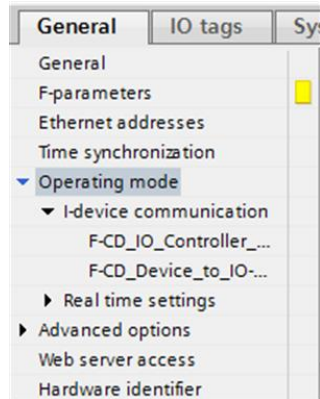 General IO tags Sys
General
F-parameters
Ethernet addresses
Time synchronization
Operating mode
I-device communication
F-CD_IO_Controller_...
F-CD_Device_to_IO-...
Real time settings
Advanced options
Web server access
Hardware identifier